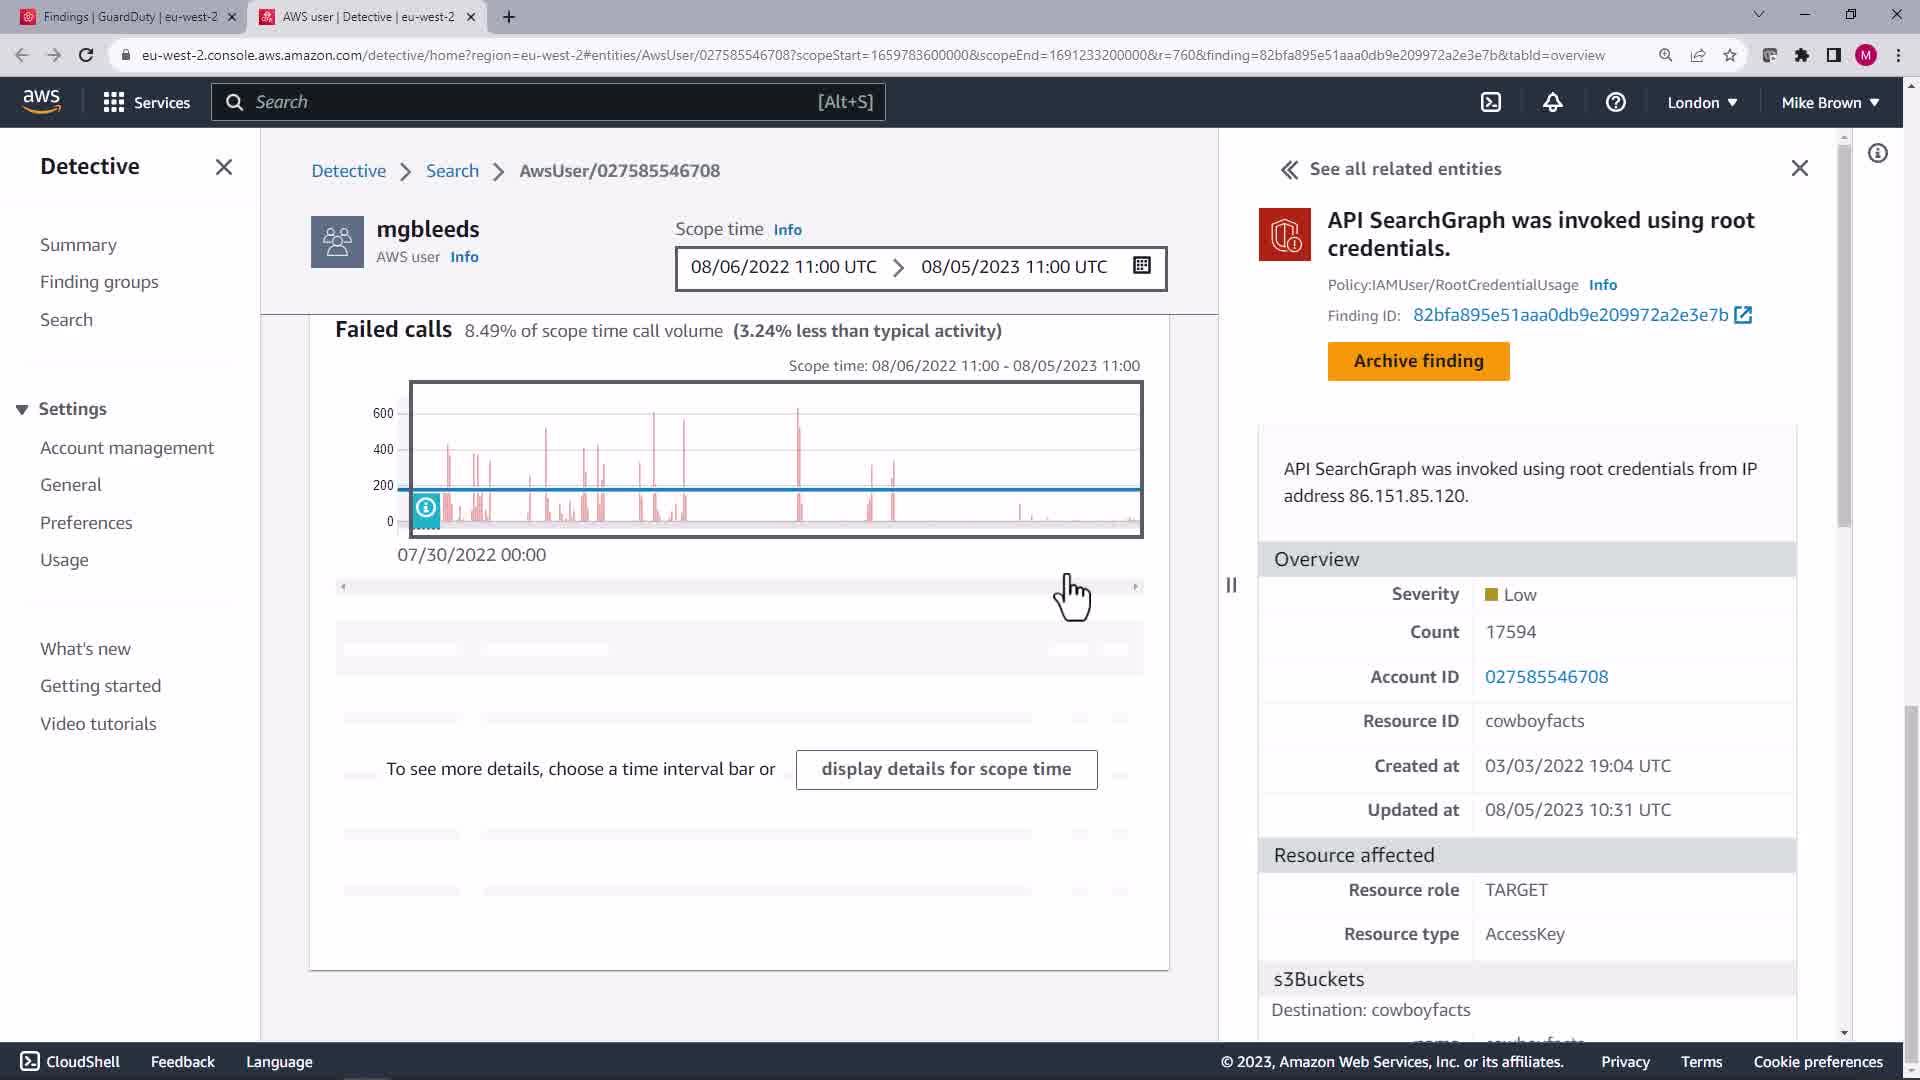 Findings | GuardDuty | eu-west-2
AWS user | Detective | eu-west-2
eu-west-2.console.aws.amazon.com/detective/home?region=eu-west-2#entities/AwsUser/027585546708?scopeStart=1659783600000&scopeEnd=1691233200000&r=760&finding=82bfa895e51aaa0db9e209972a2e3e7b&tabId=overview
M
aws
Services
Search
[Alt+S]
London
Mike Brown
Detective
Summary
Finding groups
Search
Settings
Account management
General
Preferences
Usage
What's new
Getting started
Video tutorials
Detective
Search
AwsUser/027585546708
mgbleeds
AWS user Info
Scope time Info
08/06/2022 11:00 UTC
08/05/2023 11:00 UTC
Failed calls 8.49% of scope time call volume (3.24% less than typical activity)
Scope time: 08/06/2022 11:00 - 08/05/2023 11:00
600
400
200
0
07/30/2022 00:00
To see more details, choose a time interval bar or
display details for scope time
See all related entities
API SearchGraph was invoked using root
credentials.
Policy:IAMUser/RootCredentialUsage Info
Finding ID: 82bfa895e51aaa0db9e209972a2e3e7b
Archive finding
API SearchGraph was invoked using root credentials from IP
address 86.151.85.120.
Overview
Severity Low
Count 17594
Account ID 027585546708
Resource ID cowboyfacts
Created at 03/03/2022 19:04 UTC
Updated at 08/05/2023 10:31 UTC
Resource affected
Resource role TARGET
Resource type AccessKey
s3Buckets
Destination: cowboyfacts
CloudShell
Feedback
Language
© 2023, Amazon Web Services, Inc. or its affiliates.
Privacy
Terms
Cookie preferences